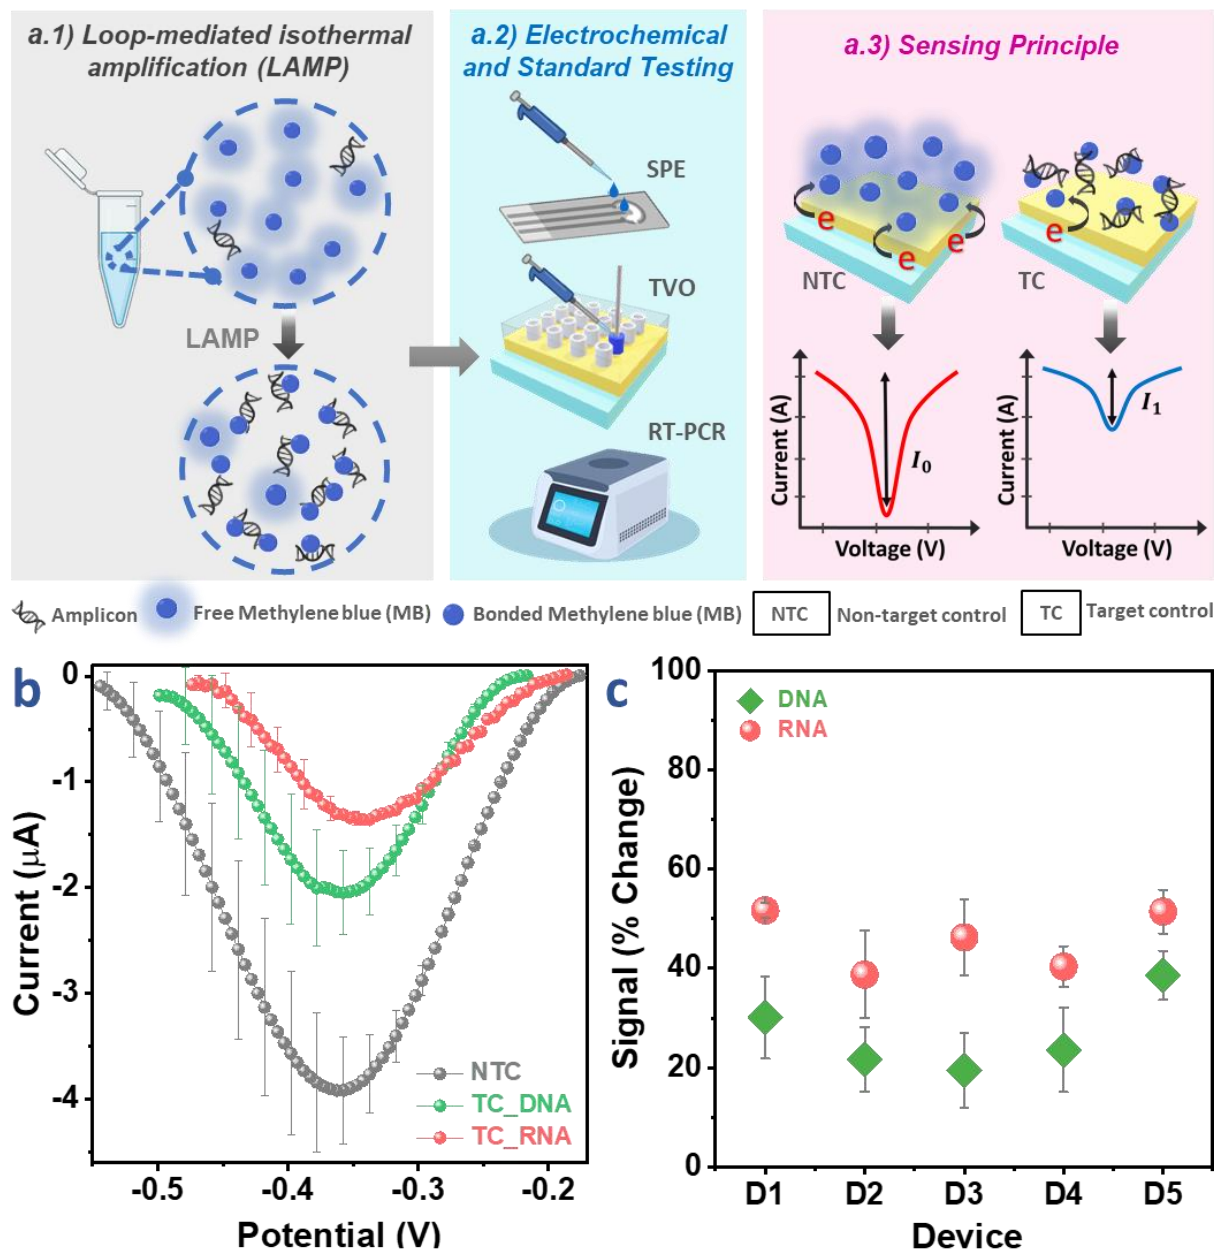 a.1) Loop-mediated isothermal
amplification (LAMP)
LAMP
a.2) Electrochemical
and Standard Testing
SPE
TVO
RT-PCR
a.3) Sensing Principle
e
e
e
NTC
e
TC
Current (A)
I0
Voltage (V)
Current (A)
I1
Voltage (V)
Amplicon
Free Methylene blue (MB)
Bonded Methylene blue (MB)
NTC
Non-target control
TC
Target control
b
0
-1
-2
-3
-4
Current (μA)
NTC
TC_DNA
TC_RNA
-0.5
-0.4
-0.3
-0.2
Potential (V)
c
100
80
60
40
20
0
Signal (% Change)
DNA
RNA
D1
D2
D3
D4
D5
Device